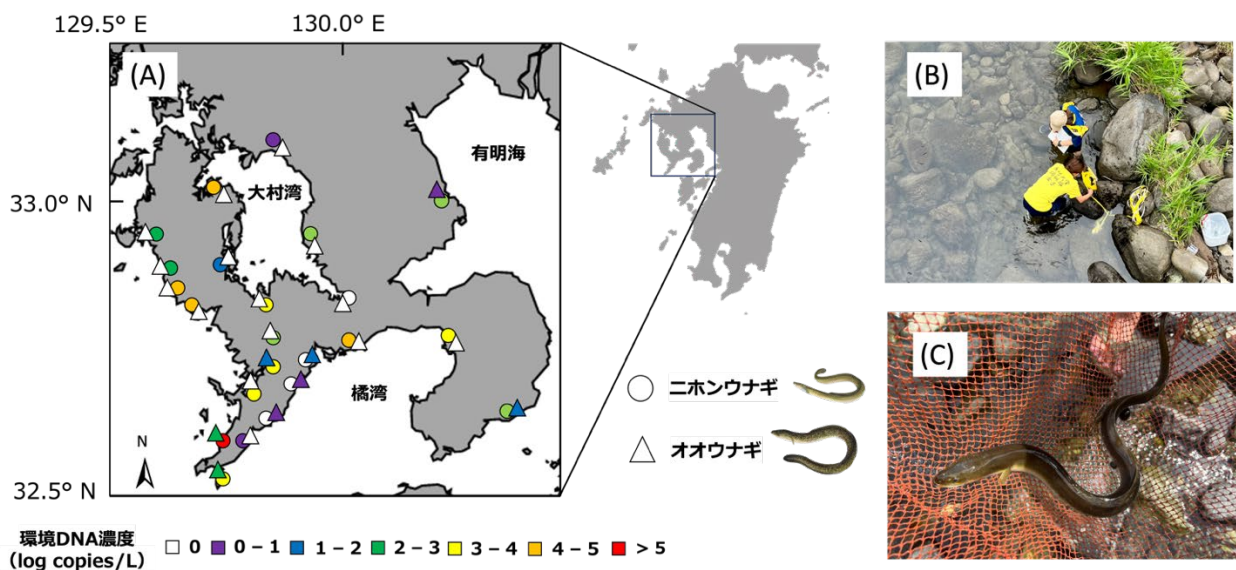 129.5° E
130.0° E
(A)
有明海
大村湾
33.0° N
橘湾
N
32.5° N
ニホンウナギ
オオウナギ
環境DNA濃度
(log copies/L)
0
0 – 1
1 – 2
2 – 3
3 – 4
4 – 5
> 5
(B)
(C)